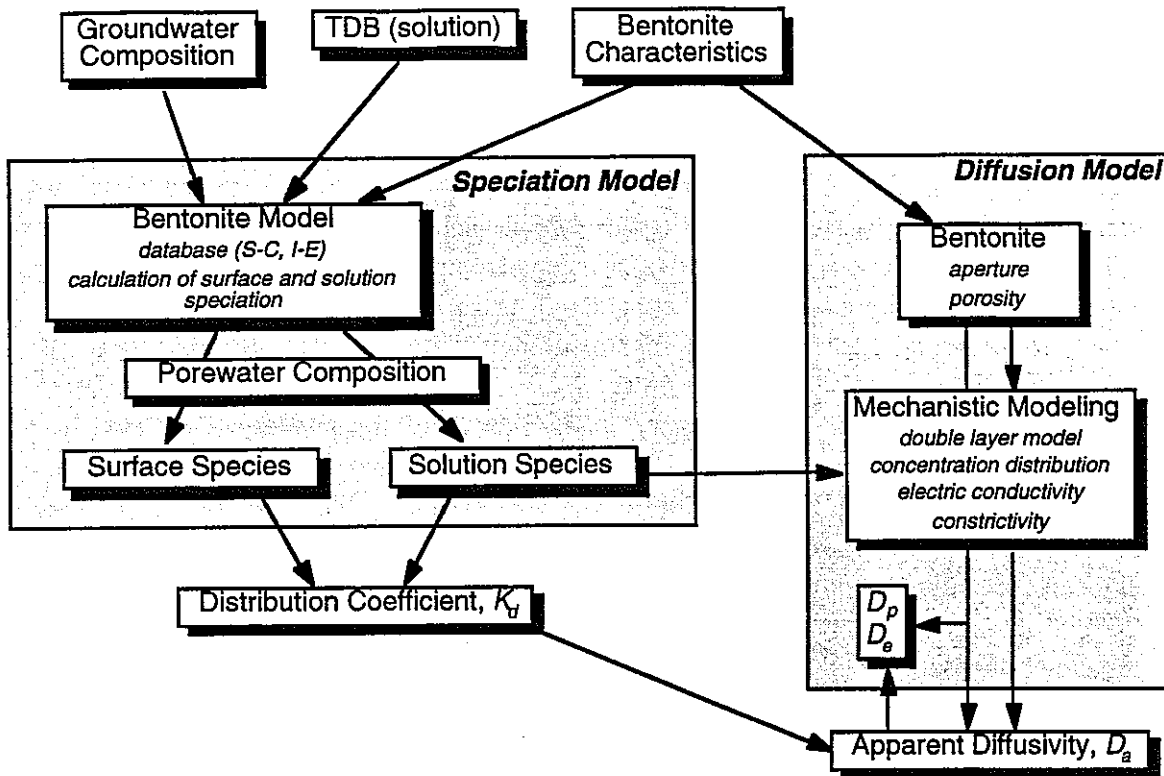 Groundwater
Composition
TDB (solution)
Bentonite
Characteristics
Speciation Model
Bentonite Model
database (S-C, I-E)
calculation of surface and solution
speciation
Porewater Composition
Surface Species
Solution Species
Distribution Coefficient, Kd
Diffusion Model
Bentonite
aperture
porosity
Mechanistic Modeling
double layer model
concentration distribution
electric conductivity
constrictivity
Dp
De
Apparent Diffusivity, Da